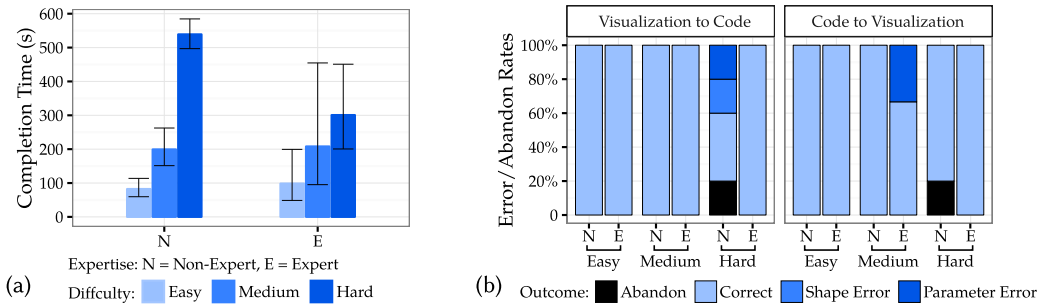 Completion Time (s)
600
500
400
300
200
100
0
N E
Expertise: N = Non-Expert, E = Expert
(a) Diffculty: Easy Medium Hard
Visualization to Code Code to Visualization
Error/Abandon Rates
100%
80%
60%
40%
20%
0
N E N E N E N E N E N E
Easy Medium Hard Easy Medium Hard
(b) Outcome: Abandon Correct Shape Error Parameter Error